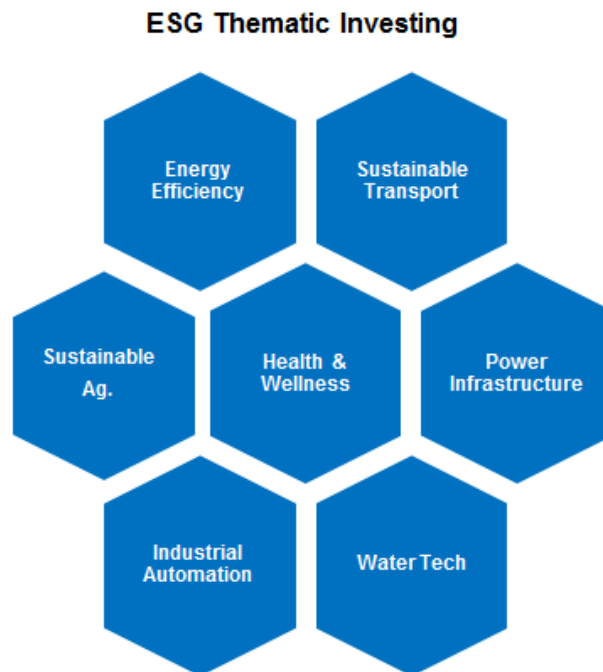 ESG Thematic Investing
Energy
Efficiency
Sustainable
Transport
Sustainable
Ag.
Health &
Wellness
Power
Infrastructure
Industrial
Automation
Water Tech